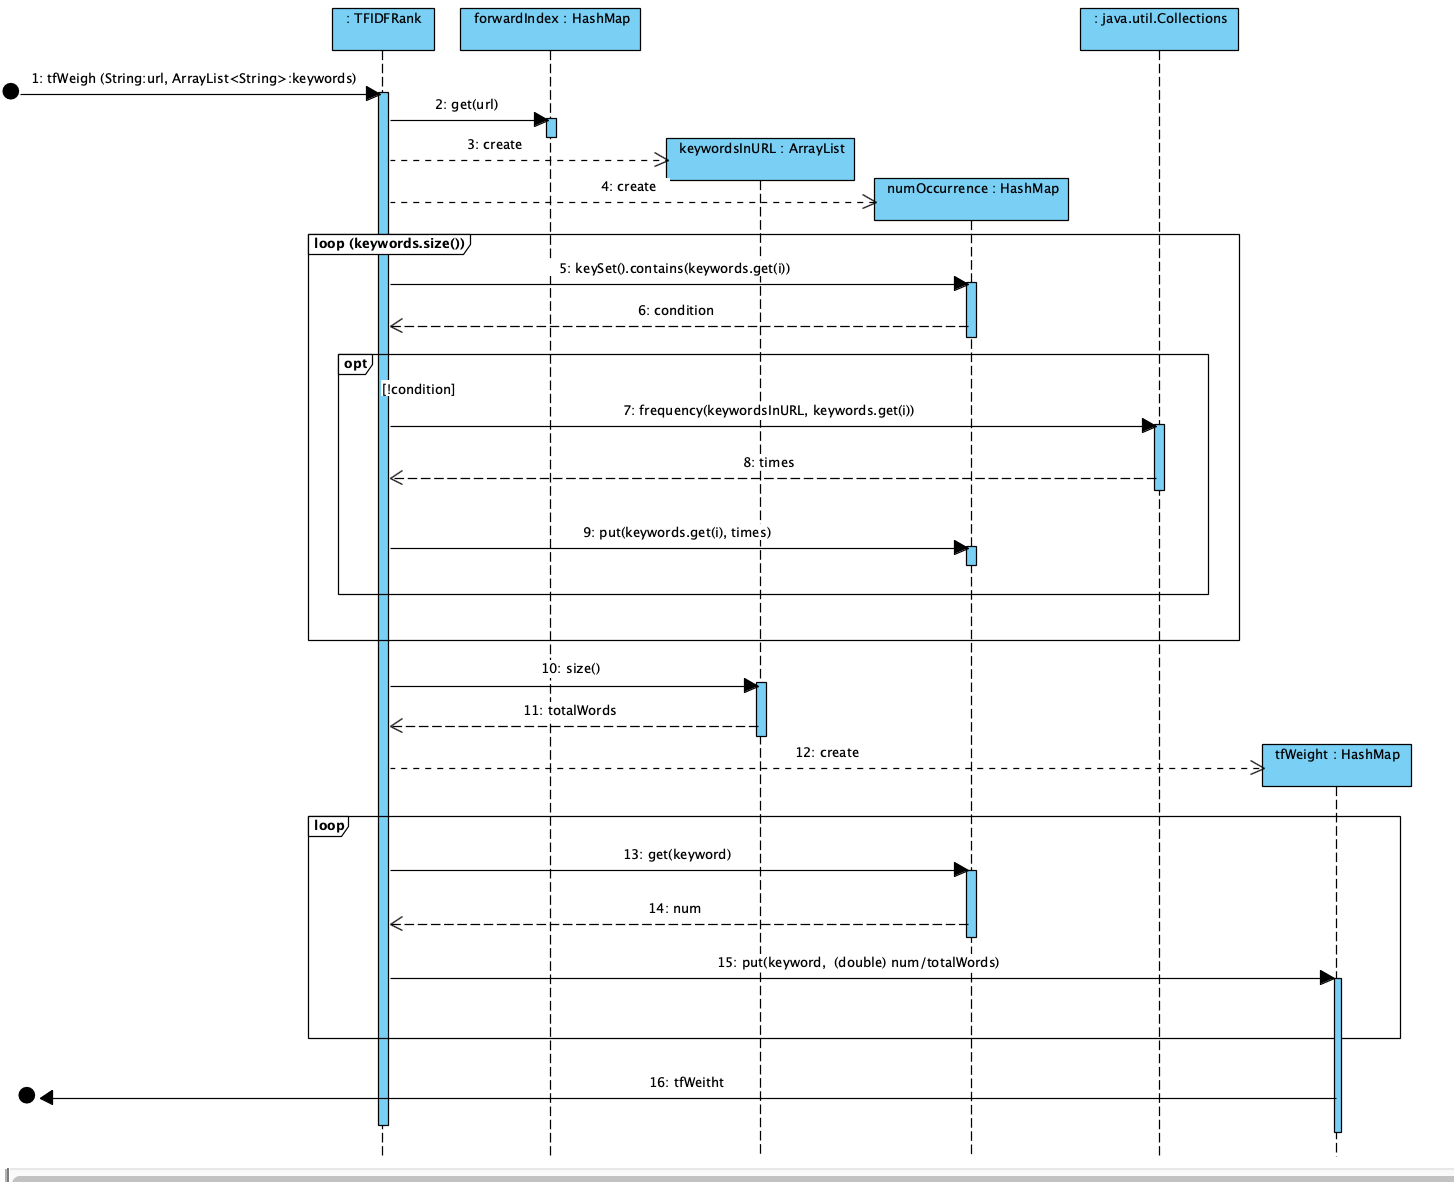 : TFIDFRank
forwardIndex : HashMap
: java.util.Collections
1: tfWeigh (String:url, ArrayList<String>:keywords)
2: get(url)
3: create
keywordsInURL : ArrayList
4: create
numOccurrence : HashMap
loop (keywords.size())
5: keySet().contains(keywords.get(i))
6: condition
opt
[!condition]
7: frequency(keywordsInURL, keywords.get(i))
8: times
9: put(keywords.get(i), times)
10: size()
11: totalWords
12: create
tfWeight : HashMap
loop
13: get(keyword)
14: num
15: put(keyword,  (double) num/totalWords)
16: tfWeitht